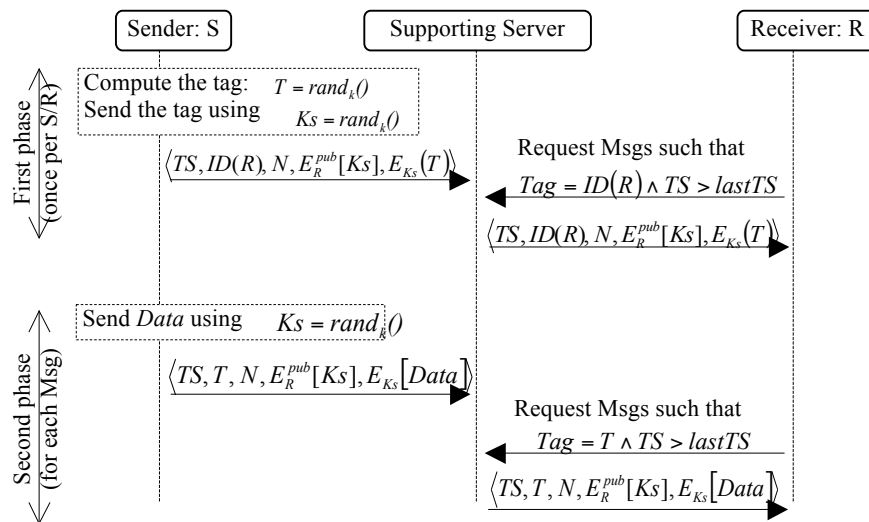 Sender: S
Supporting Server
Receiver: R
First phase
(once per S/R)
Compute the tag: T = rand_k()
Send the tag using Ks = rand_k()
⟨TS, ID(R), N, E_R^pub[Ks], E_Ks(T)⟩
Request Msgs such that
Tag = ID(R) ∧ TS > lastTS
⟨TS, ID(R), N, E_R^pub[Ks], E_Ks(T)⟩
Second phase
(for each Msg)
Send Data using Ks = rand_k()
⟨TS, T, N, E_R^pub[Ks], E_Ks[Data]⟩
Request Msgs such that
Tag = T ∧ TS > lastTS
⟨TS, T, N, E_R^pub[Ks], E_Ks[Data]⟩